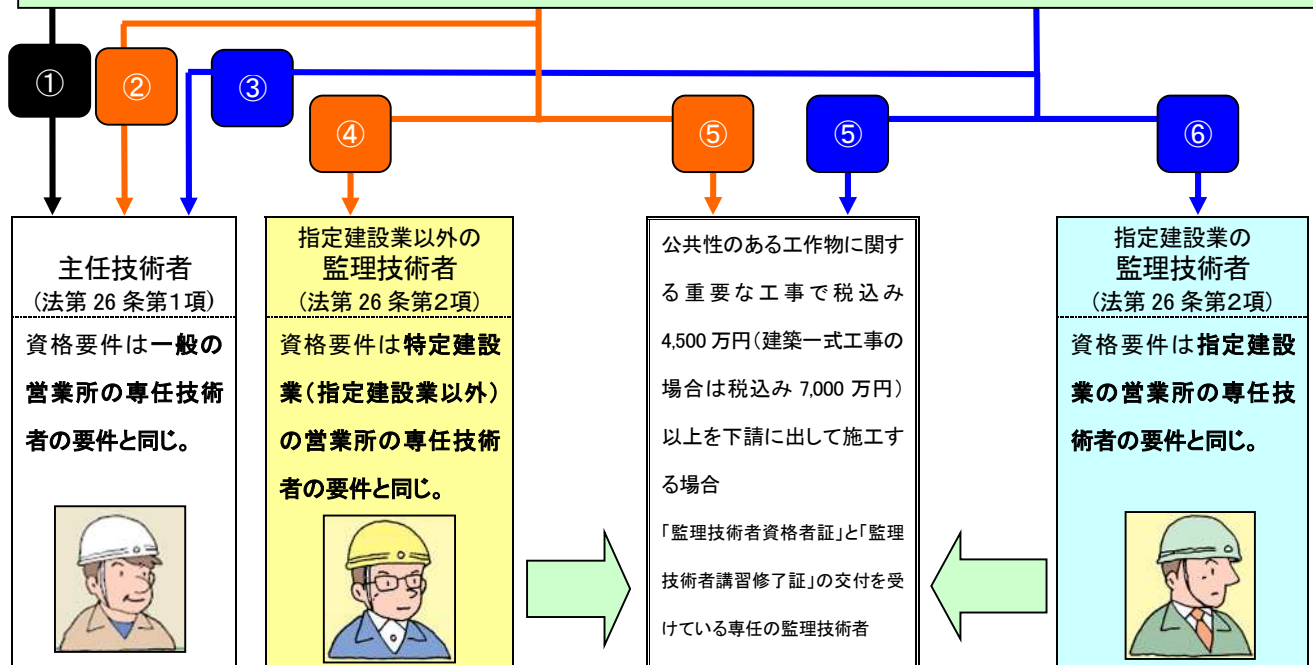 ①
②
③
④
⑤
⑤
⑥
主任技術者
(法第 26 条第1項)
資格要件は一般の
営業所の専任技術
者の要件と同じ。
指定建設業以外の
監理技術者
(法第 26 条第2項)
資格要件は特定建設
業(指定建設業以外)
の営業所の専任技術
者の要件と同じ。
公共性のある工作物に関す
る重要な工事で税込み
4,500 万円(建築一式工事の
場合は税込み 7,000 万円)
以上を下請に出して施工す
る場合
「監理技術者資格者証」と「監理
技術者講習修了証」の交付を受
けている専任の監理技術者
指定建設業の
監理技術者
(法第 26 条第2項)
資格要件は指定建設
業の営業所の専任技
術者の要件と同じ。